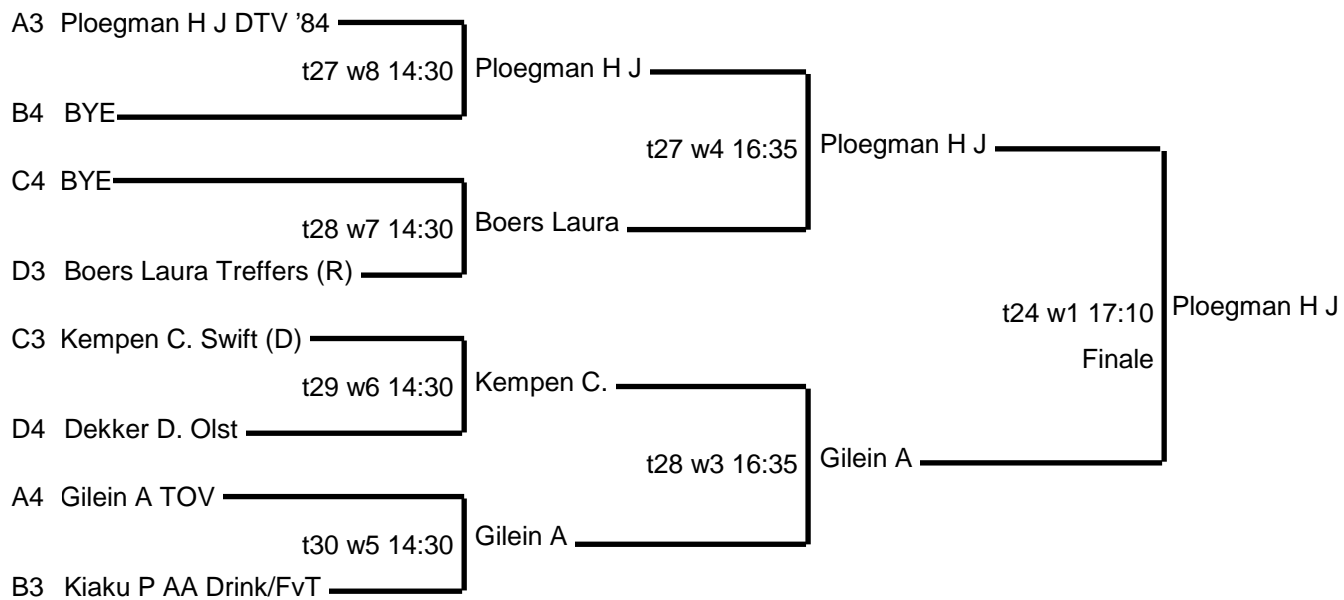 A3 Ploegman H J DTV '84
t27 w8 14:30 Ploegman H J
B4 BYE
t27 w4 16:35 Ploegman H J
C4 BYE
t28 w7 14:30 Boers Laura
D3 Boers Laura Treffers (R)
t24 w1 17:10 Ploegman H J
Finale
C3 Kempen C. Swift (D)
t29 w6 14:30 Kempen C.
D4 Dekker D. Olst
t28 w3 16:35 Gilein A
A4 Gilein A TOV
t30 w5 14:30 Gilein A
B3 Kiaku P AA Drink/FvT